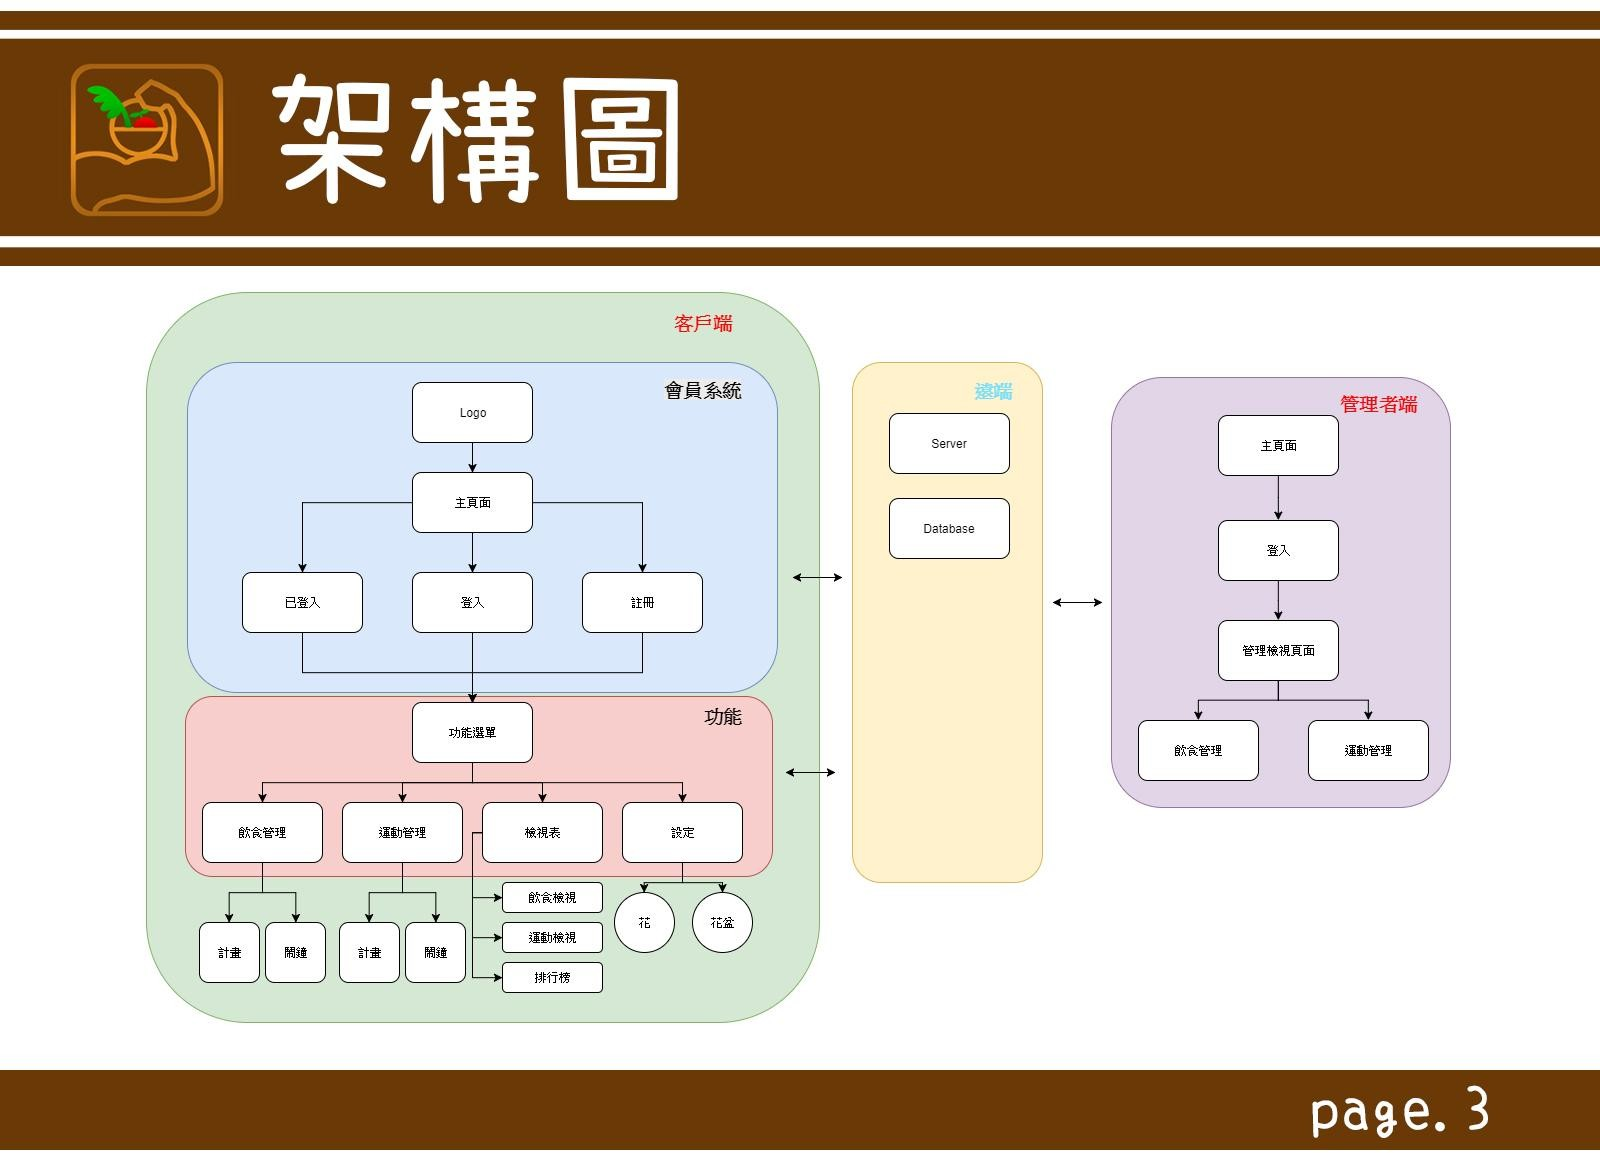 架構圖
客戶端
會員系統
Logo
主頁面
已登入
登入
註冊
功能
功能選單
飲食管理
運動管理
檢視表
設定
計畫
鬧鐘
計畫
鬧鐘
飲食檢視
運動檢視
排行榜
花
花盆
遠端
Server
Database
管理者端
主頁面
登入
管理檢視頁面
飲食管理
運動管理
page. 3